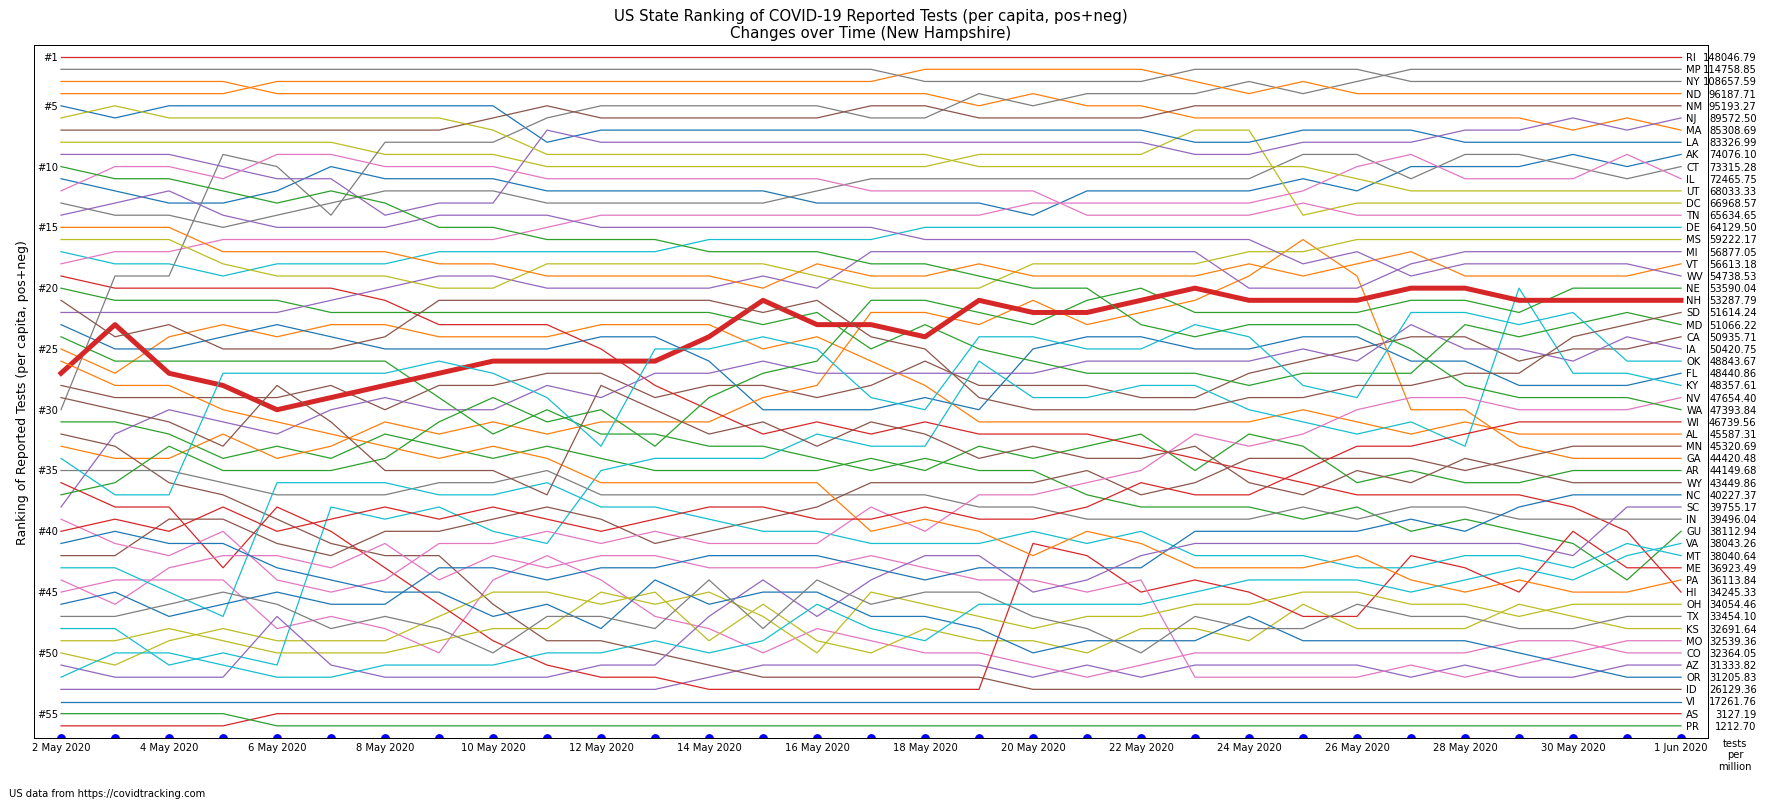 US State Ranking of COVID-19 Reported Tests (per capita, pos+neg)
Changes over Time (New Hampshire)
Ranking of Reported Tests (per capita, pos+neg)
#1
#5
#10
#15
#20
#25
#30
#35
#40
#45
#50
#55
RI 148046.79
MP 114758.85
NY 108657.59
ND 96187.71
NM 95193.27
NJ 89572.50
MA 85308.69
LA 83326.99
AK 74076.10
CT 73315.28
IL 72465.75
UT 68033.33
DC 66968.57
TN 65634.65
DE 64129.50
MS 59222.17
MI 56877.05
VT 56613.18
WV 54738.53
NE 53590.04
NH 53287.79
SD 51614.24
MD 51066.22
CA 50935.71
IA 50420.75
OK 48843.67
FL 48440.86
KY 48357.61
NV 47654.40
WA 47393.84
WI 46739.56
AL 45587.31
MN 45320.69
GA 44420.48
AR 44149.68
WY 43449.86
NC 40227.37
SC 39755.17
IN 39496.04
GU 38112.94
VA 38043.26
MT 38040.64
ME 36923.49
PA 36113.84
HI 34245.33
OH 34054.46
TX 33454.10
KS 32691.64
MO 32539.36
CO 32364.05
AZ 31333.82
OR 31205.83
ID 26129.36
VI 17261.76
AS 3127.19
PR 1212.70
2 May 2020 4 May 2020 6 May 2020 8 May 2020 10 May 2020 12 May 2020 14 May 2020 16 May 2020 18 May 2020 20 May 2020 22 May 2020 24 May 2020 26 May 2020 28 May 2020 30 May 2020 1 Jun 2020
tests
per
million
US data from https://covidtracking.com